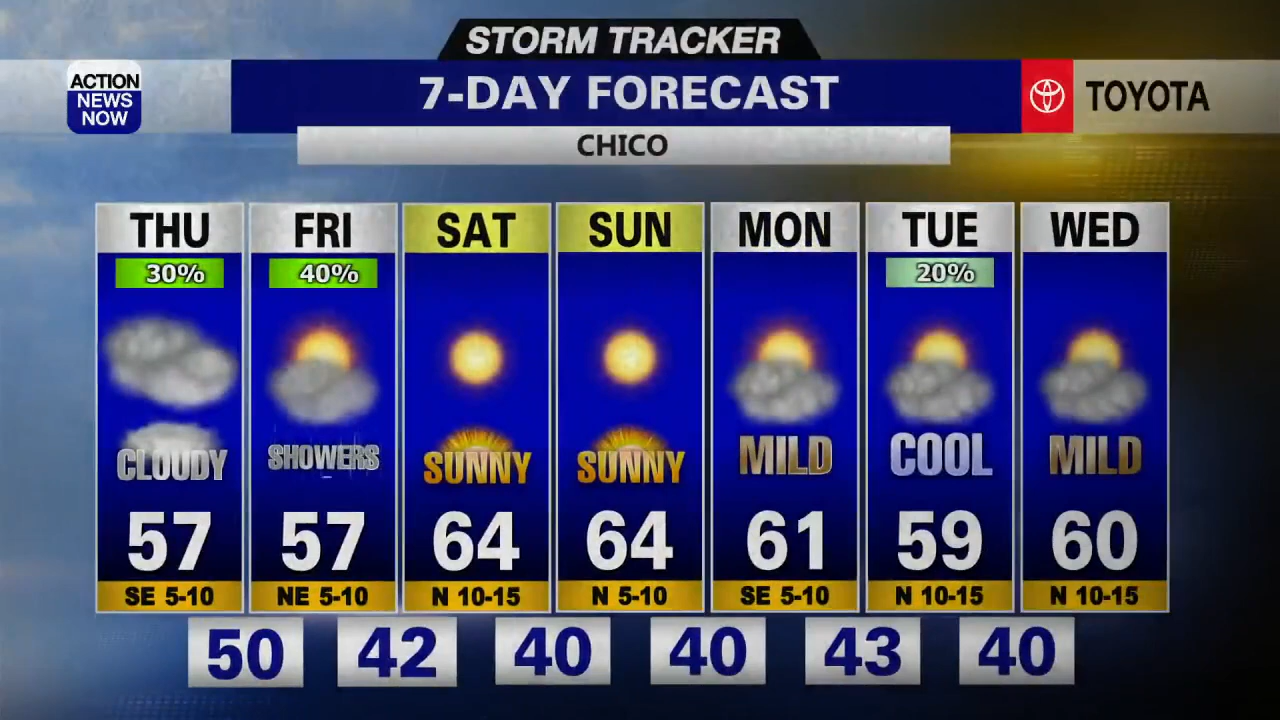 STORM TRACKER
ACTION
NEWS
NOW
7-DAY FORECAST
TOYOTA
CHICO
THU FRI SAT SUN MON TUE WED
30% 40% 20%
CLOUDY SHOWERS SUNNY SUNNY MILD COOL MILD
57 57 64 64 61 59 60
SE 5-10 NE 5-10 N 10-15 N 5-10 SE 5-10 N 10-15 N 10-15
50 42 40 40 43 40